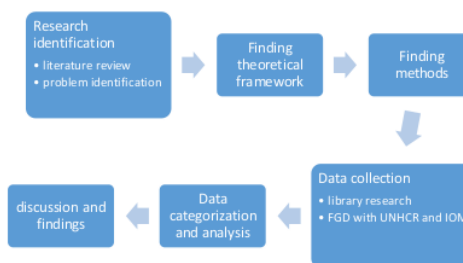 Research
identification
• literature review
• problem identification
Finding
theoretical
framework
Finding
methods
Data collection
• library research
• FGD with UNHCR and IOM
Data
categorization
and analysis
discussion and
findings